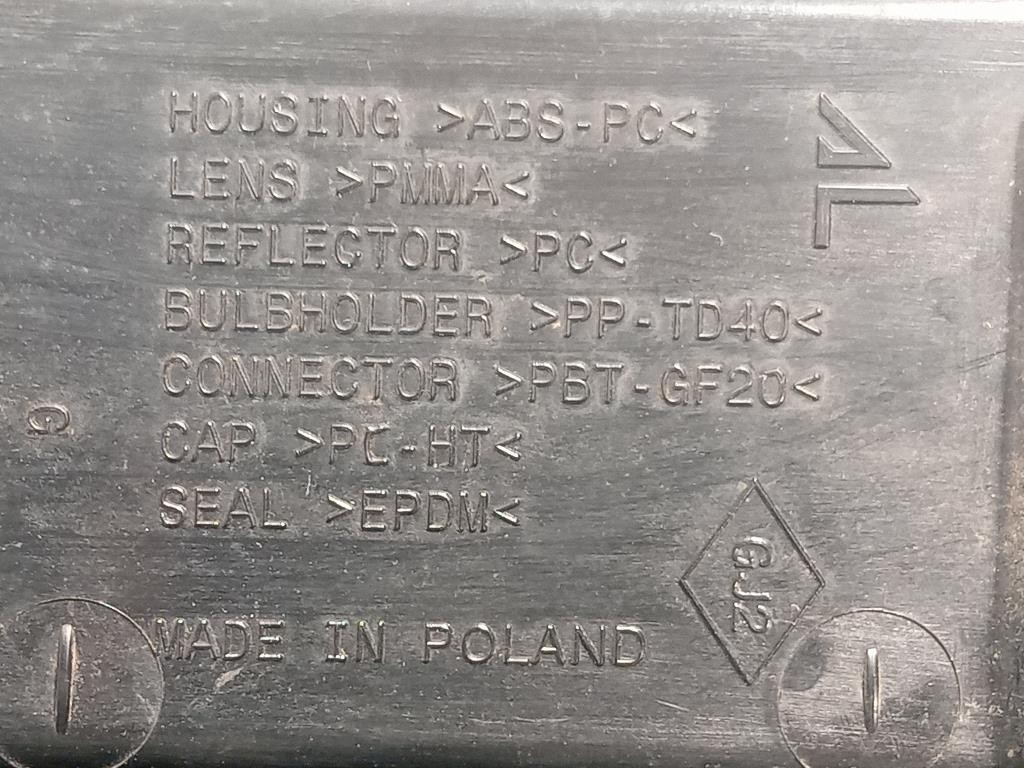 HOUSING >ABS-PC<
LENS >PMMA<
REFLECTOR >PC<
BULBHOLDER >PP-TD40<
CONNECTOR >PBT-GF20<
CAP >PC-HT<
SEAL >EPDM<
MADE IN POLAND
GJ2
G